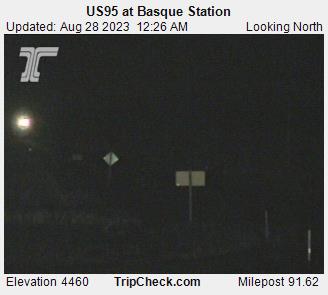 US95 at Basque Station
Updated: Aug 28 2023 12:26 AM Looking North
Elevation 4460 TripCheck.com Milepost 91.62